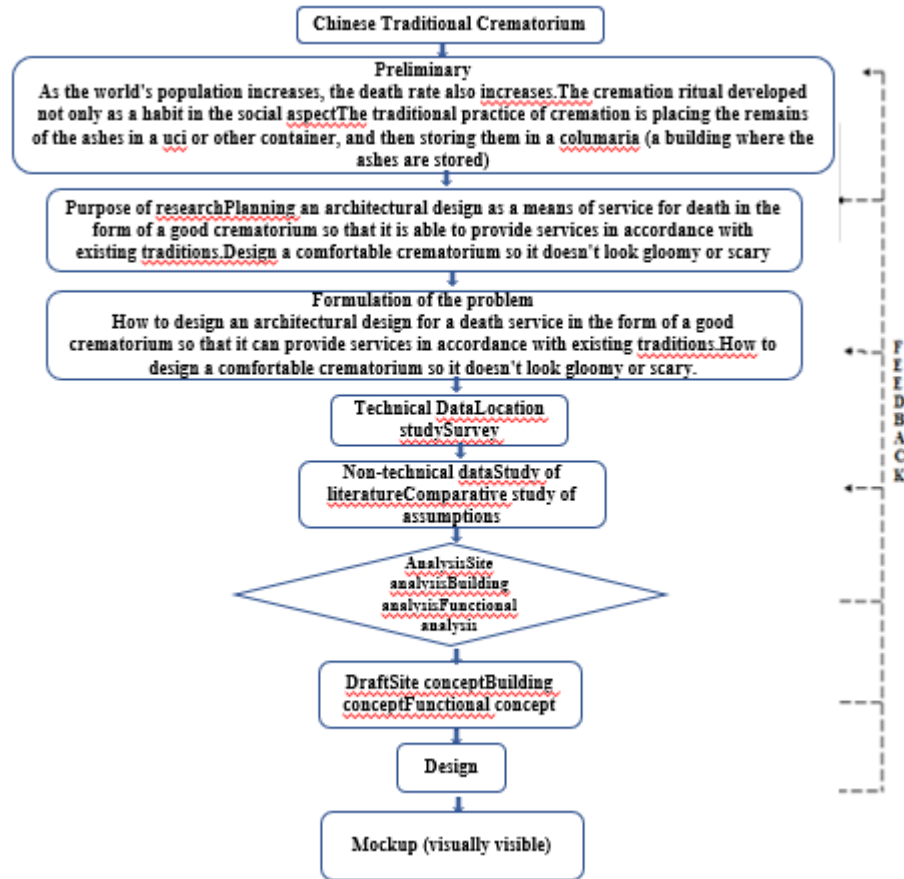 Chinese Traditional Crematorium
Preliminary
As the world's population increases, the death rate also increases.The cremation ritual developed
not only as a habit in the social aspectThe traditional practice of cremation is placing the remains
of the ashes in a uci or other container, and then storing them in a columaria (a building where the
ashes are stored)
Purpose of researchPlanning an architectural design as a means of service for death in the
form of a good crematorium so that it is able to provide services in accordance with
existing traditions.Design a comfortable crematorium so it doesn't look gloomy or scary
Formulation of the problem
How to design an architectural design for a death service in the form of a good
crematorium so that it can provide services in accordance with existing traditions.How to
design a comfortable crematorium so it doesn't look gloomy or scary.
Technical DataLocation
studySurvey
Non-technical dataStudy of
literatureComparative study of
assumptions
AnalysisSite
analysisBuilding
analysisFunctional
analysis
DraftSite conceptBuilding
conceptFunctional concept
Design
Mockup (visually visible)
FEEDBACK